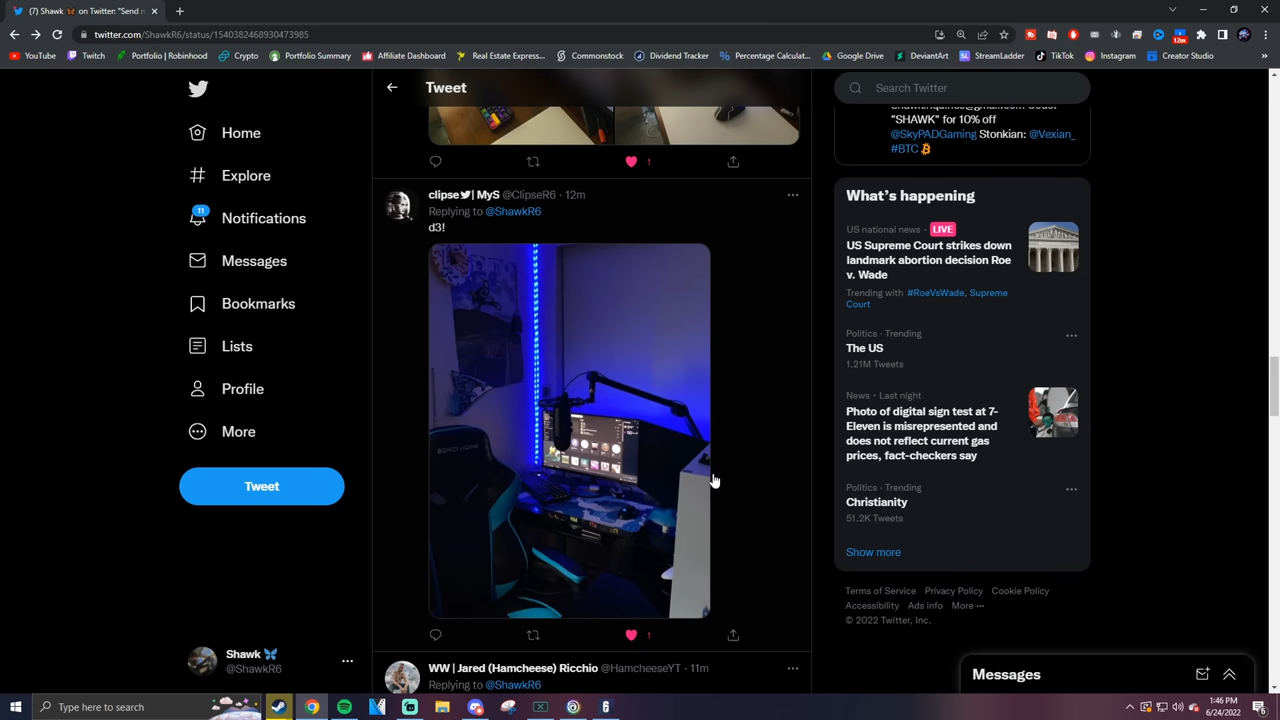 (7) Shawk 🦋 on Twitter: "Send n
twitter.com/ShawkR6/status/1540382468930473985
YouTube
Twitch
Portfolio | Robinhood
Crypto
Portfolio Summary
Affiliate Dashboard
Real Estate Express...
Commonstock
Dividend Tracker
Percentage Calculat...
Google Drive
DeviantArt
StreamLadder
TikTok
Instagram
Creator Studio
12m
Home
Explore
11
Notifications
Messages
Bookmarks
Lists
Profile
More
Tweet
Shawk 🦋
@ShawkR6
Tweet
1
clipse | MyS @ClipseR6 · 12m
Replying to @ShawkR6
d3!
1
WW | Jared (Hamcheese) Ricchio @HamcheeseYT · 11m
Replying to @ShawkR6
Search Twitter
"SHAWK" for 10% off
@SkyPADGaming Stonkian: @Vexian_
#BTC
What's happening
US national news · LIVE
US Supreme Court strikes down
landmark abortion decision Roe
v. Wade
Trending with #RoeVsWade, Supreme
Court
Politics · Trending
The US
1.21M Tweets
News · Last night
Photo of digital sign test at 7-
Eleven is misrepresented and
does not reflect current gas
prices, fact-checkers say
Politics · Trending
Christianity
51.2K Tweets
Show more
Terms of Service Privacy Policy Cookie Policy
Accessibility Ads info More ···
© 2022 Twitter, Inc.
Messages
Type here to search
1:46 PM
6/24/2022